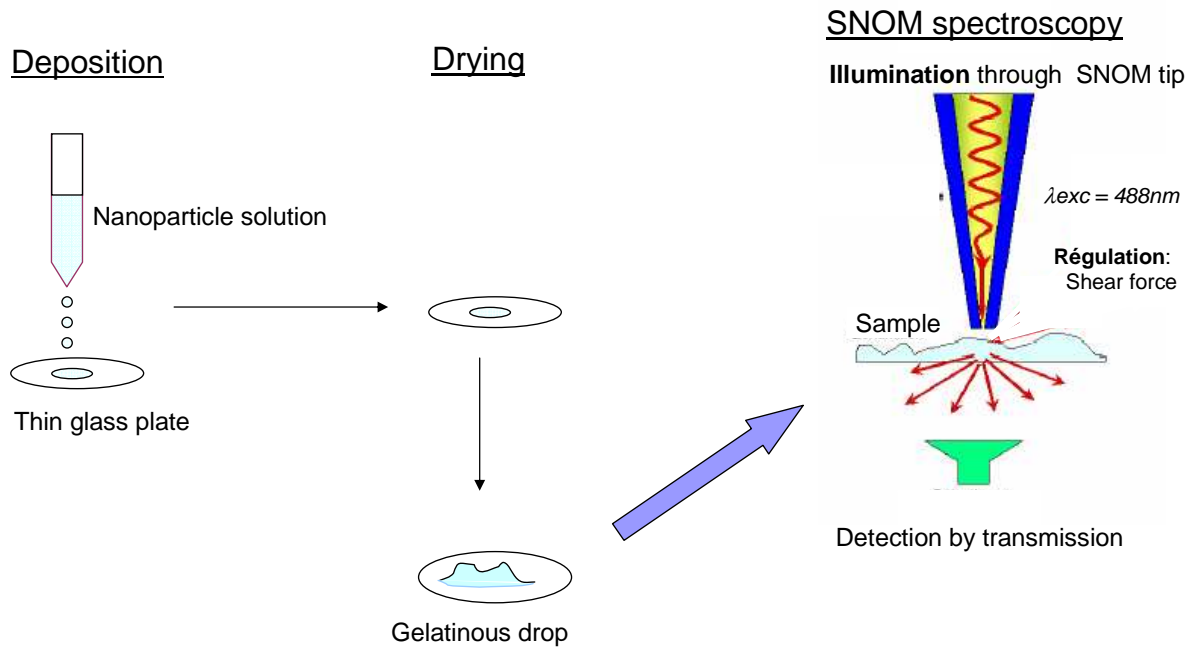 Deposition
Nanoparticle solution
Thin glass plate
Drying
Gelatinous drop
SNOM spectroscopy
Illumination through SNOM tip
λexc = 488nm
Régulation:
Shear force
Sample
Detection by transmission